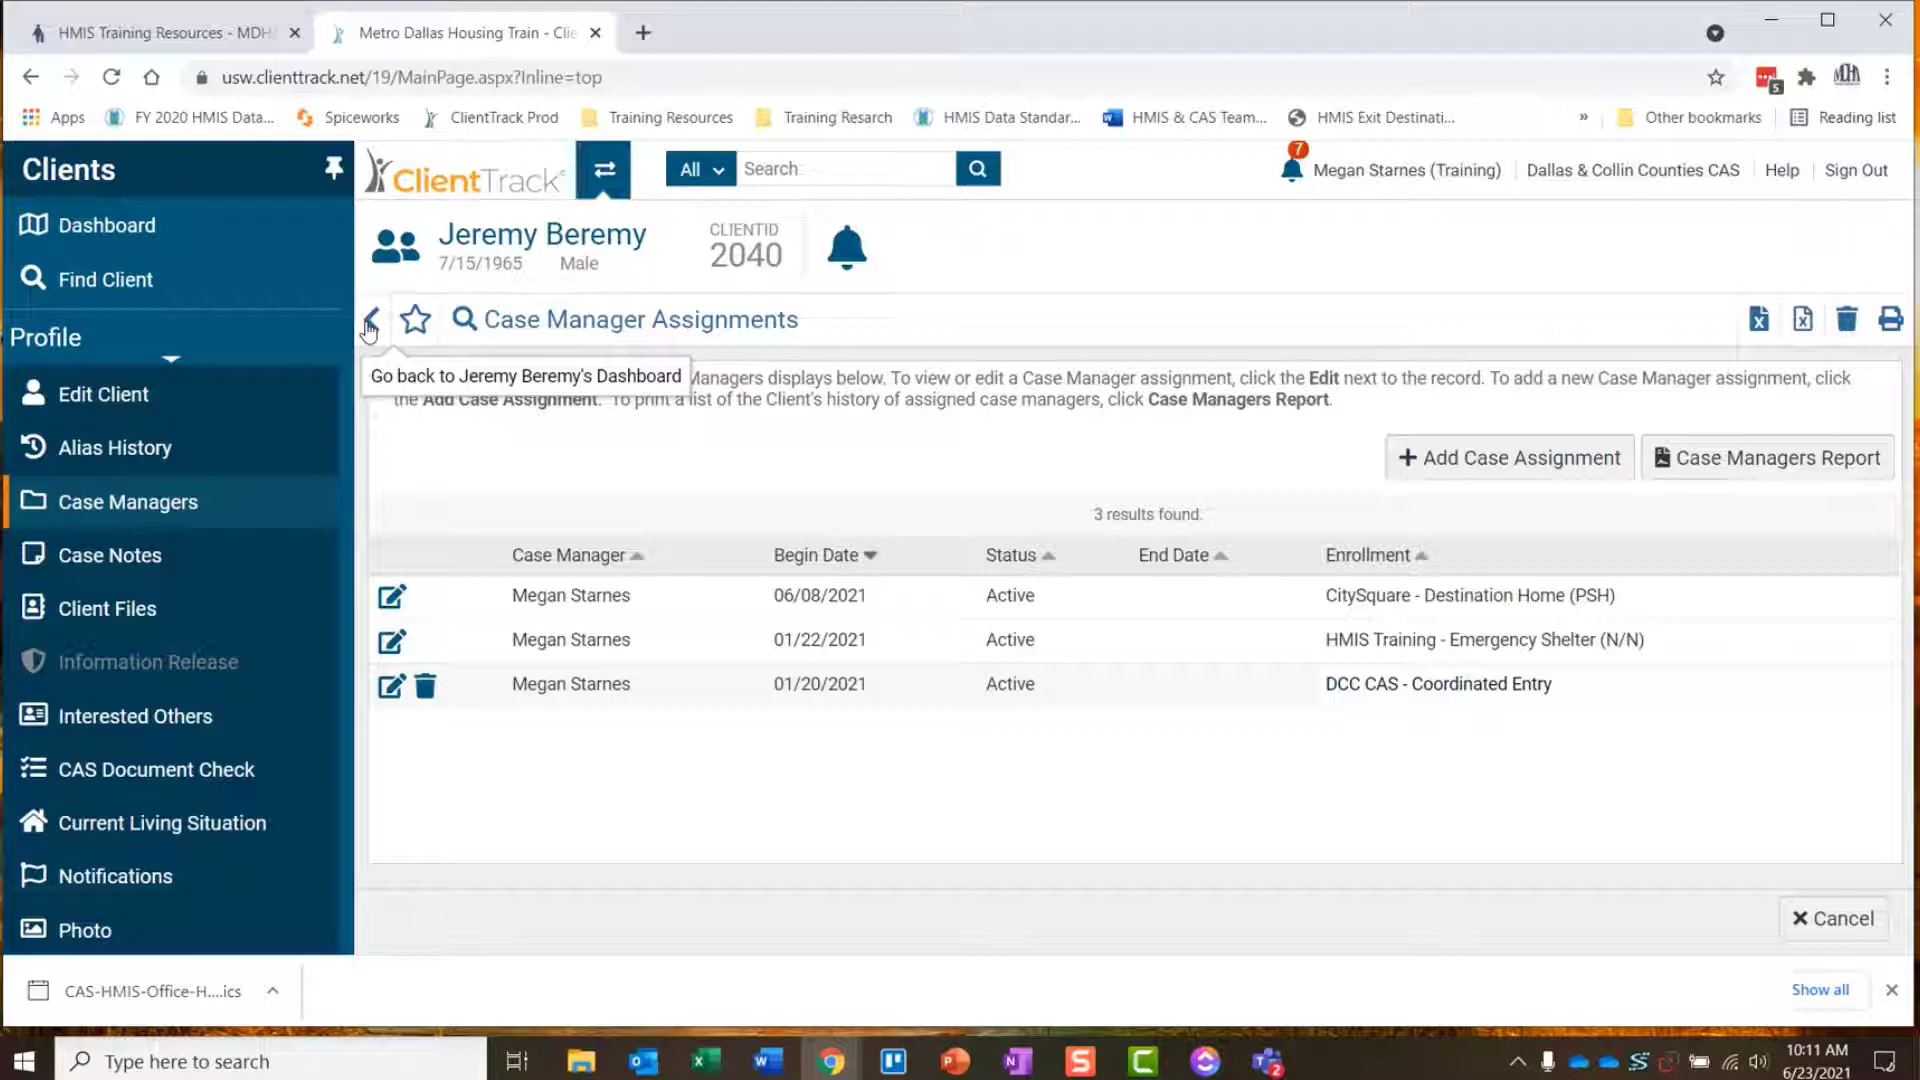 HMIS Training Resources - MDH
Metro Dallas Housing Train - Clie
usw.clienttrack.net/19/MainPage.aspx?Inline=top
5
Apps
FY 2020 HMIS Data...
Spiceworks
ClientTrack Prod
Training Resources
Training Resarch
HMIS Data Standar...
HMIS & CAS Team...
HMIS Exit Destinati...
»
Other bookmarks
Reading list
Clients
ClientTrack
All
Search
7
Megan Starnes (Training)
Dallas & Collin Counties CAS
Help
Sign Out
Dashboard
Find Client
Jeremy Beremy
7/15/1965 Male
CLIENTID
2040
Profile
Case Manager Assignments
Go back to Jeremy Beremy's Dashboard
Managers displays below. To view or edit a Case Manager assignment, click the Edit next to the record. To add a new Case Manager assignment, click
the Add Case Assignment. To print a list of the Client's history of assigned case managers, click Case Managers Report.
Edit Client
Alias History
Case Managers
Case Notes
Client Files
Information Release
Interested Others
CAS Document Check
Current Living Situation
Notifications
Photo
+ Add Case Assignment
Case Managers Report
3 results found.
Case Manager Begin Date Status End Date Enrollment
Megan Starnes 06/08/2021 Active CitySquare - Destination Home (PSH)
Megan Starnes 01/22/2021 Active HMIS Training - Emergency Shelter (N/N)
Megan Starnes 01/20/2021 Active DCC CAS - Coordinated Entry
Cancel
CAS-HMIS-Office-H....ics
Show all
Type here to search
2
10:11 AM
6/23/2021